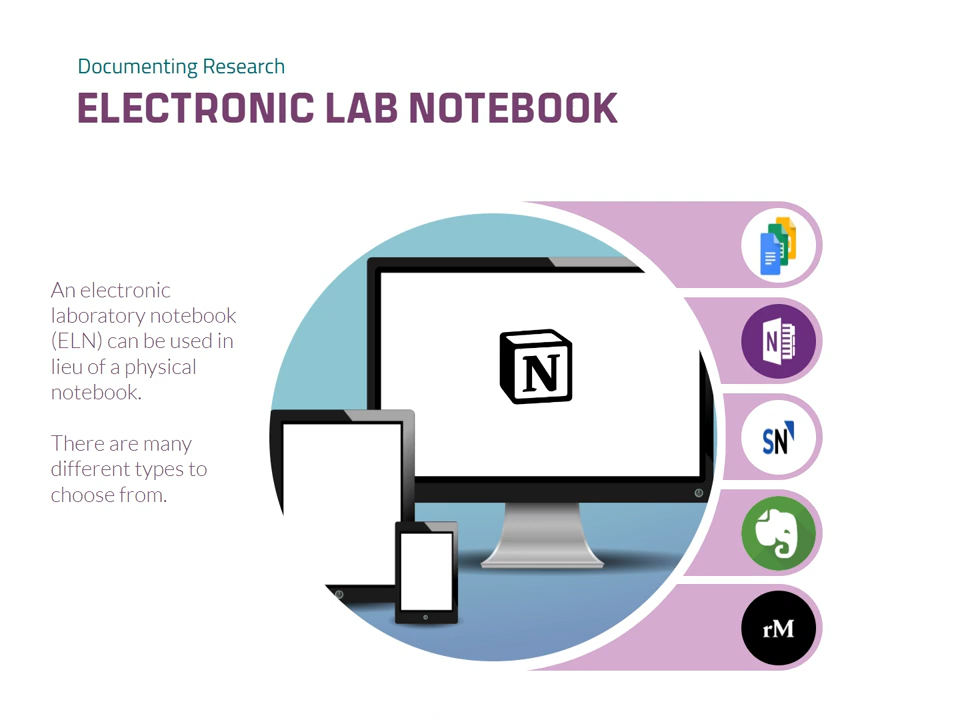 Documenting Research
ELECTRONIC LAB NOTEBOOK
An electronic
laboratory notebook
(ELN) can be used in
lieu of a physical
notebook.
There are many
different types to
choose from.
N
N
SN
rM